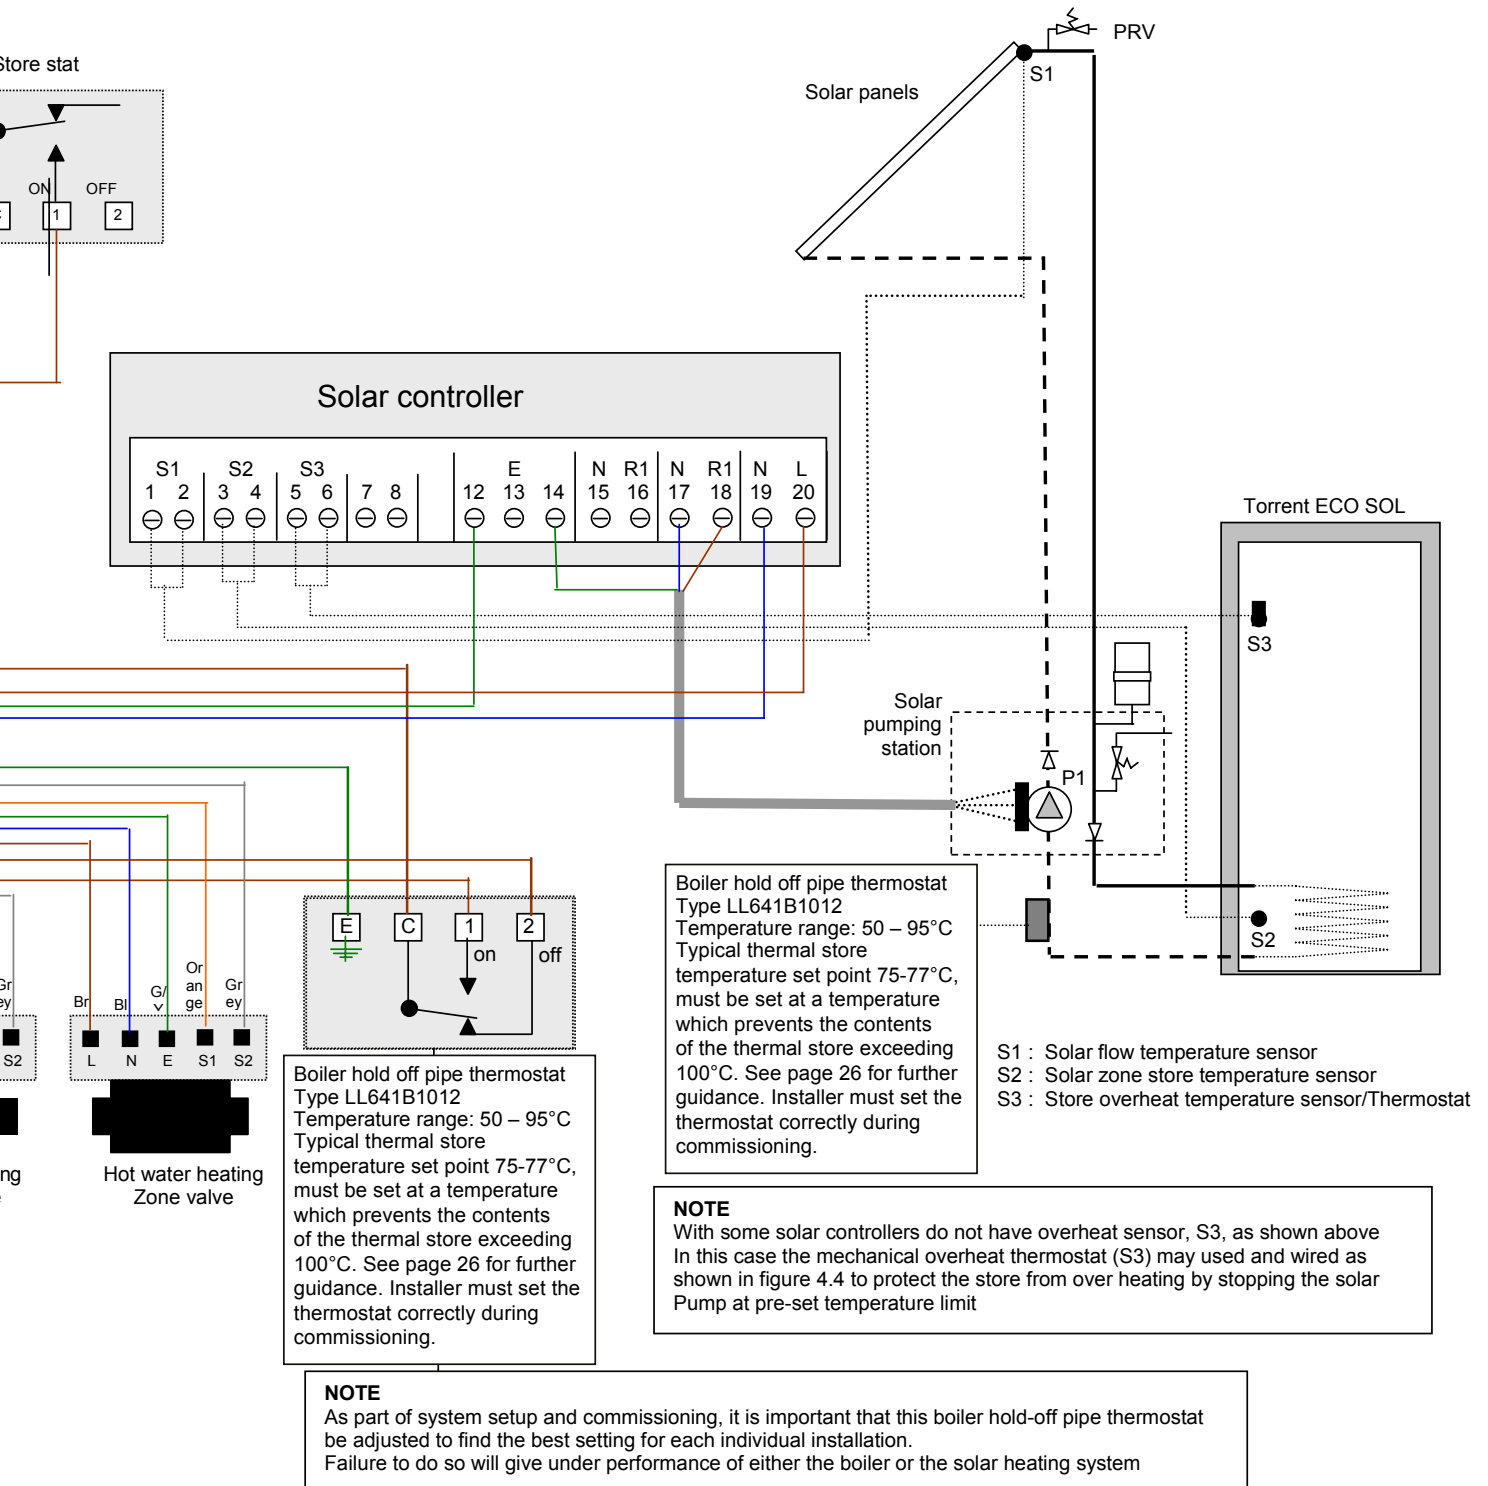 PRV
Store stat
S1
Solar panels
ON OFF
1 2
Solar controller
S1 S2 S3 E N R1 N R1 N L
1 2 3 4 5 6 7 8 12 13 14 15 16 17 18 19 20
Torrent ECO SOL
S3
Solar
pumping
station
P1
Boiler hold off pipe thermostat
Type LL641B1012
Temperature range: 50 – 95°C
Typical thermal store
temperature set point 75-77°C,
must be set at a temperature
which prevents the contents
of the thermal store exceeding
100°C. See page 26 for further
guidance. Installer must set the
thermostat correctly during
commissioning.
S2
E C 1 2
on off
Gr
ey
Br Bl G/
Y
Or
an
ge
Gr
ey
S2 L N E S1 S2
S1 : Solar flow temperature sensor
S2 : Solar zone store temperature sensor
S3 : Store overheat temperature sensor/Thermostat
Boiler hold off pipe thermostat
Type LL641B1012
Temperature range: 50 – 95°C
Typical thermal store
temperature set point 75-77°C,
must be set at a temperature
which prevents the contents
of the thermal store exceeding
100°C. See page 26 for further
guidance. Installer must set the
thermostat correctly during
commissioning.
ng
Hot water heating
Zone valve
NOTE
With some solar controllers do not have overheat sensor, S3, as shown above
In this case the mechanical overheat thermostat (S3) may used and wired as
shown in figure 4.4 to protect the store from over heating by stopping the solar
Pump at pre-set temperature limit
NOTE
As part of system setup and commissioning, it is important that this boiler hold-off pipe thermostat
be adjusted to find the best setting for each individual installation.
Failure to do so will give under performance of either the boiler or the solar heating system